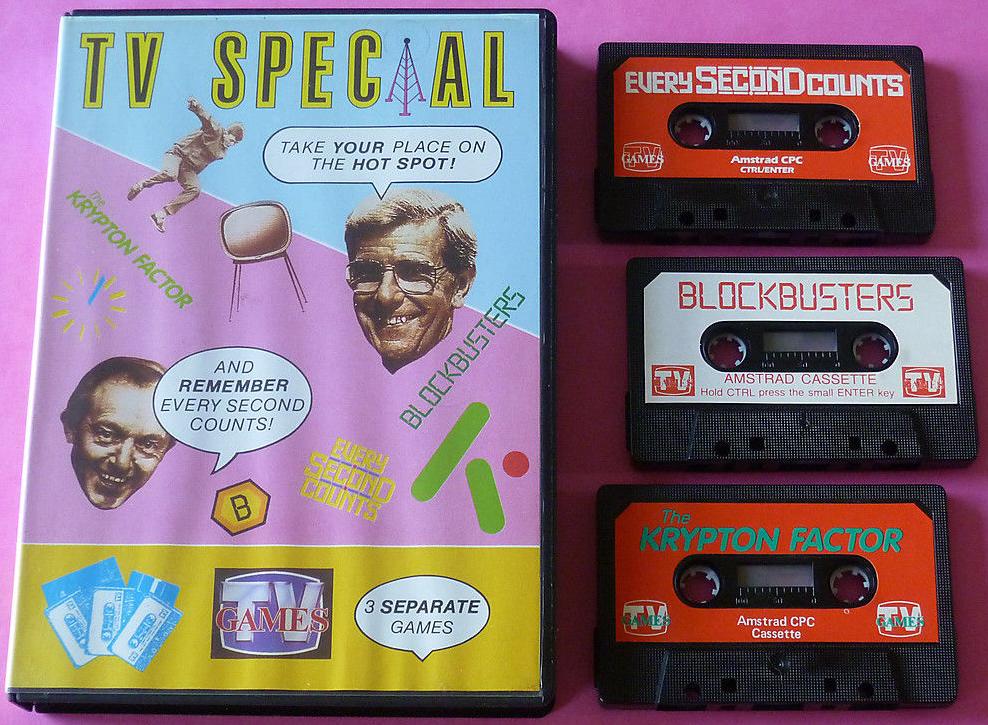 TV SPECIAL
TAKE YOUR PLACE ON
THE HOT SPOT!
The
KRYPTON FACTOR
BLOCKBUSTERS
AND
REMEMBER
EVERY SECOND
COUNTS!
EVERY
SECOND
COUNTS
B
TV
GAMES
3 SEPARATE
GAMES
EVERY SECOND COUNTS
TV
GAMES
TV
GAMES
Amstrad CPC
CTRL/ENTER
BLOCKBUSTERS
TV
TV
AMSTRAD CASSETTE
Hold CTRL press the small ENTER key
The
KRYPTON FACTOR
TV
GAMES
TV
GAMES
Amstrad CPC
Cassette